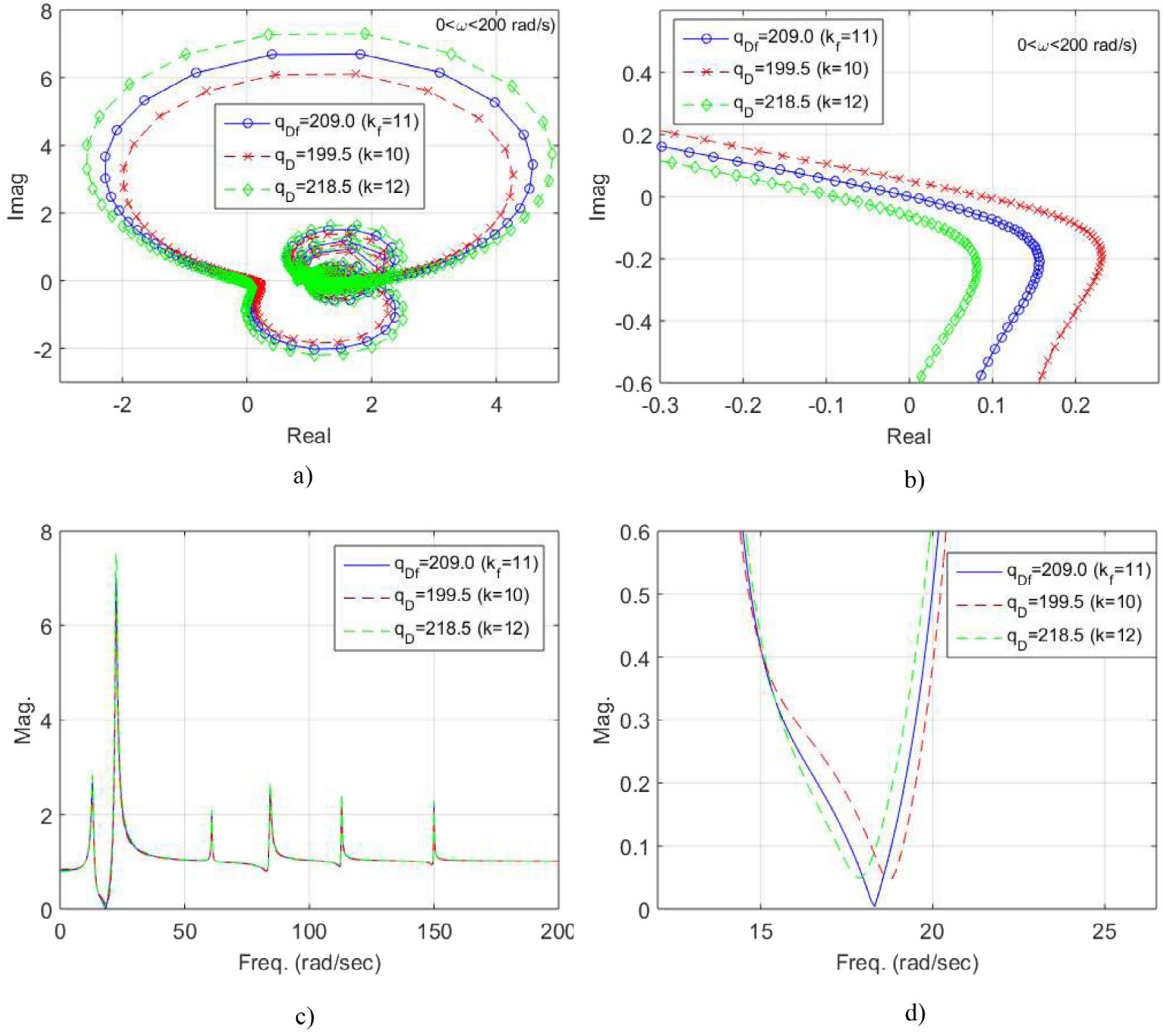 0<ω<200 rad/s)
q_Df=209.0 (k_f=11)
q_D=199.5 (k=10)
q_D=218.5 (k=12)
8
6
4
2
0
-2
Imag
-2
0
2
4
Real
a)
0<ω<200 rad/s)
q_Df=209.0 (k_f=11)
q_D=199.5 (k=10)
q_D=218.5 (k=12)
0.4
0.2
0
-0.2
-0.4
-0.6
Imag
-0.3
-0.2
-0.1
0
0.1
0.2
Real
b)
q_Df=209.0 (k_f=11)
q_D=199.5 (k=10)
q_D=218.5 (k=12)
8
6
4
2
0
Mag.
0
50
100
150
200
Freq. (rad/sec)
c)
q_Df=209.0 (k_f=11)
q_D=199.5 (k=10)
q_D=218.5 (k=12)
0.6
0.5
0.4
0.3
0.2
0.1
0
Mag.
15
20
25
Freq. (rad/sec)
d)